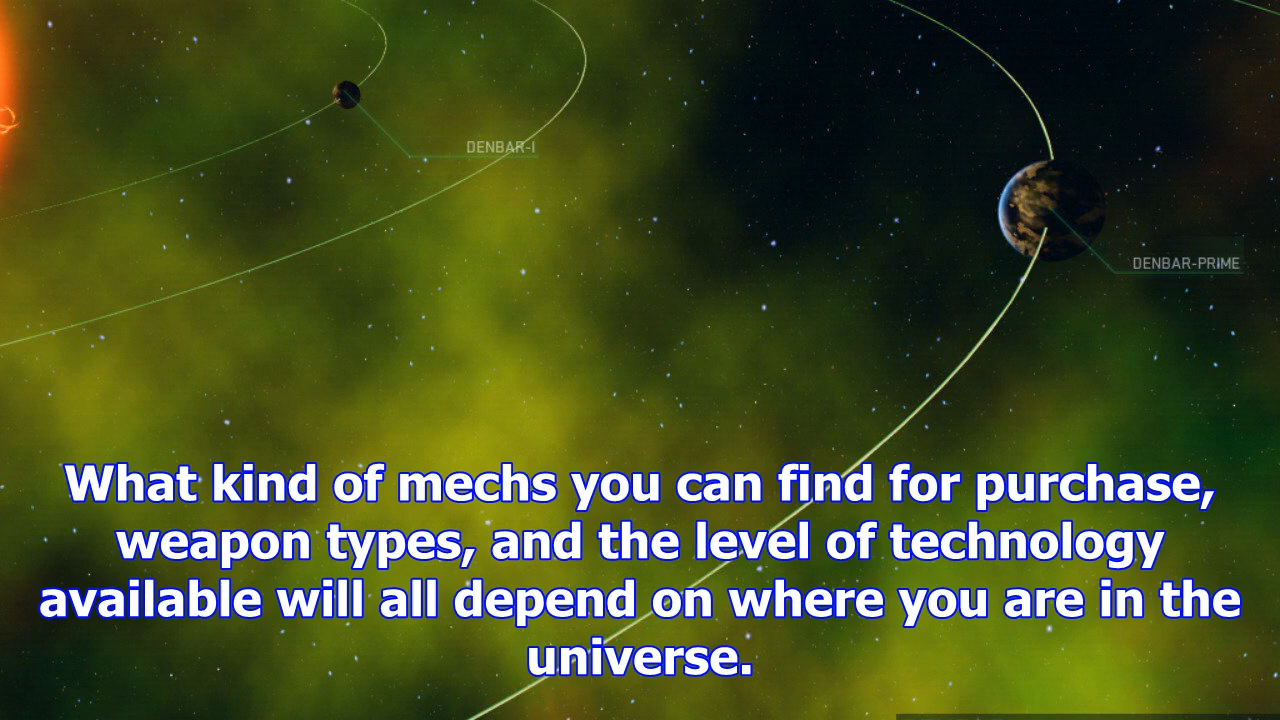 DENBAR-I
DENBAR-PRIME
What kind of mechs you can find for purchase,
weapon types, and the level of technology
available will all depend on where you are in the
universe.